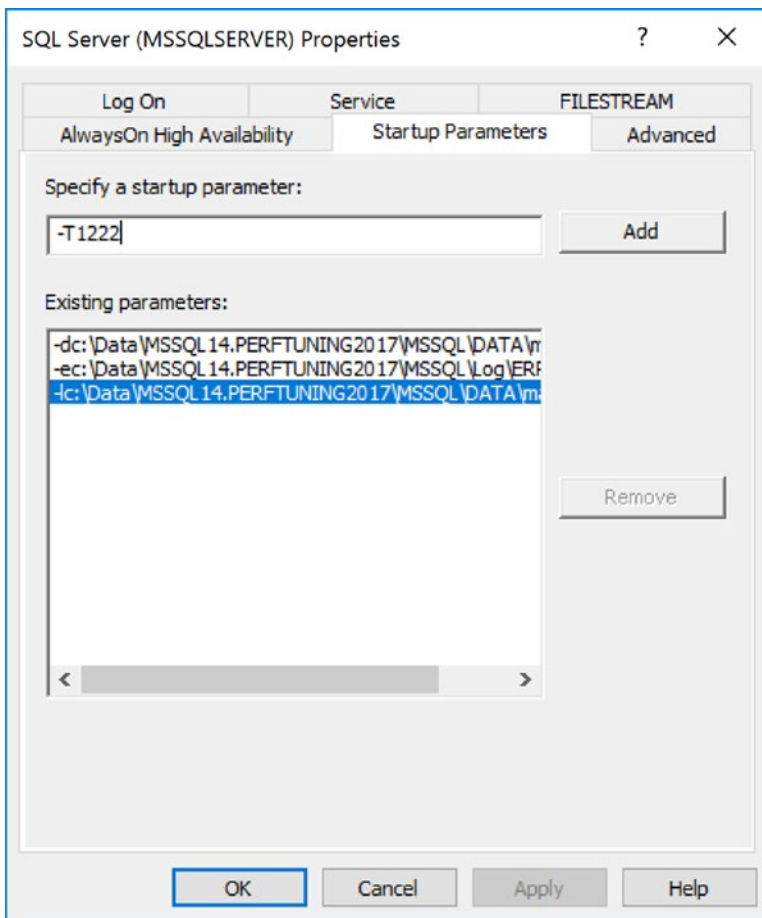 SQL Server (MSSQLSERVER) Properties ? X
Log On Service FILESTREAM
AlwaysOn High Availability Startup Parameters Advanced
Specify a startup parameter:
-T1222 Add
Existing parameters:
-dc:\Data\MSSQL14.PERFTUNING2017\MSSQL\DATA\m
-ec:\Data\MSSQL14.PERFTUNING2017\MSSQL\Log\ERF
-lc:\Data\MSSQL14.PERFTUNING2017\MSSQL\DATA\ma
Remove
OK Cancel Apply Help